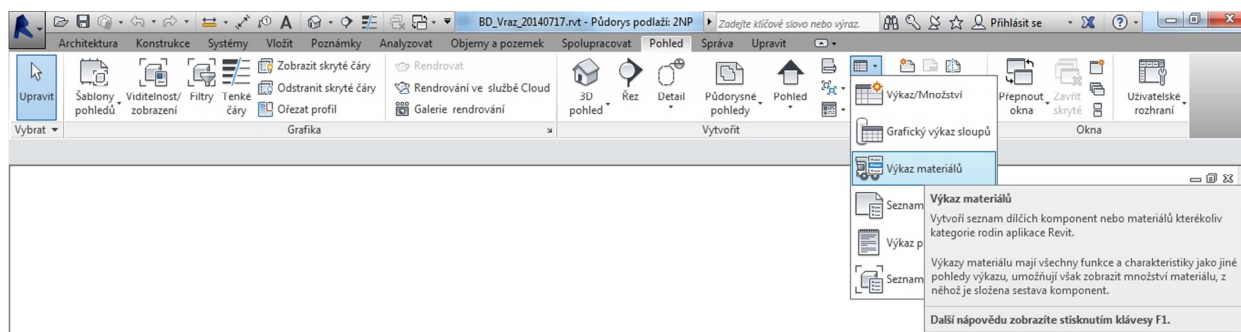 BD_Vraz_20140717.rvt - Půdorys podlaží: 2NP
Zadejte klíčové slovo nebo výraz.
Přihlásit se
Architektura Konstrukce Systémy Vložit Poznámky Analyzovat Objemy a pozemek Spolupracovat Pohled Správa Upravit
Upravit
Šablony pohledů
Viditelnost/ zobrazení
Filtry
Tenké čáry
Zobrazit skryté čáry
Odstranit skryté čáry
Ořezat profil
Rendrovat
Rendrování ve službě Cloud
Galerie rendrování
3D pohled
Řez
Detail
Půdorysné pohledy
Pohled
Přepnout okna
Zavřít skryté
Uživatelské rozhraní
Vybrat
Grafika
Vytvořit
Okna
Výkaz/Množství
Grafický výkaz sloupů
Výkaz materiálů
Seznam
Výkaz p
Seznam
Výkaz materiálů
Vytvoří seznam dílčích komponent nebo materiálů kterékoliv
kategorie rodin aplikace Revit.
Výkazy materiálu mají všechny funkce a charakteristiky jako jiné
pohledy výkazu, umožňují však zobrazit množství materiálu, z
něhož je složena sestava komponent.
Další nápovědu zobrazíte stisknutím klávesy F1.